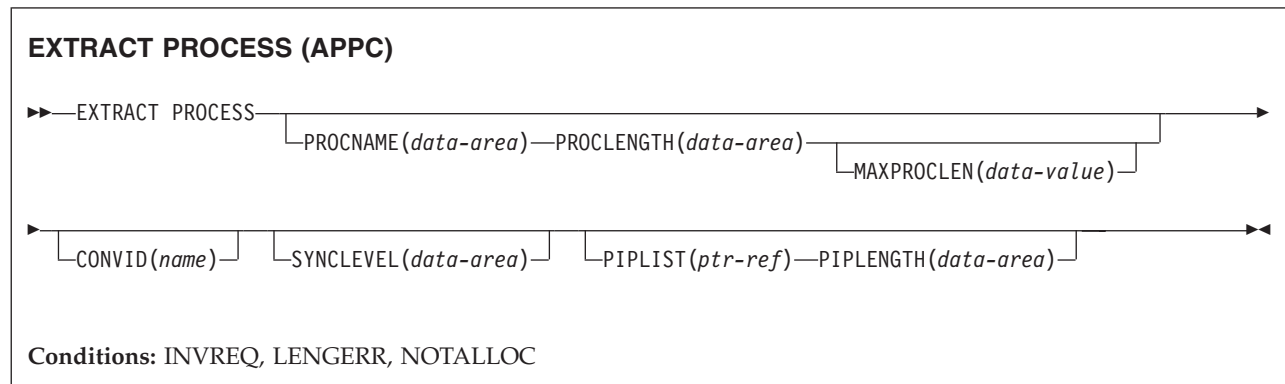 EXTRACT PROCESS (APPC)
EXTRACT PROCESS
PROCNAME(data-area) PROCLENGTH(data-area)
MAXPROCLEN(data-value)
CONVID(name) SYNCLEVEL(data-area) PIPLIST(ptr-ref) PIPLENGTH(data-area)
Conditions: INVREQ, LENGERR, NOTALLOC